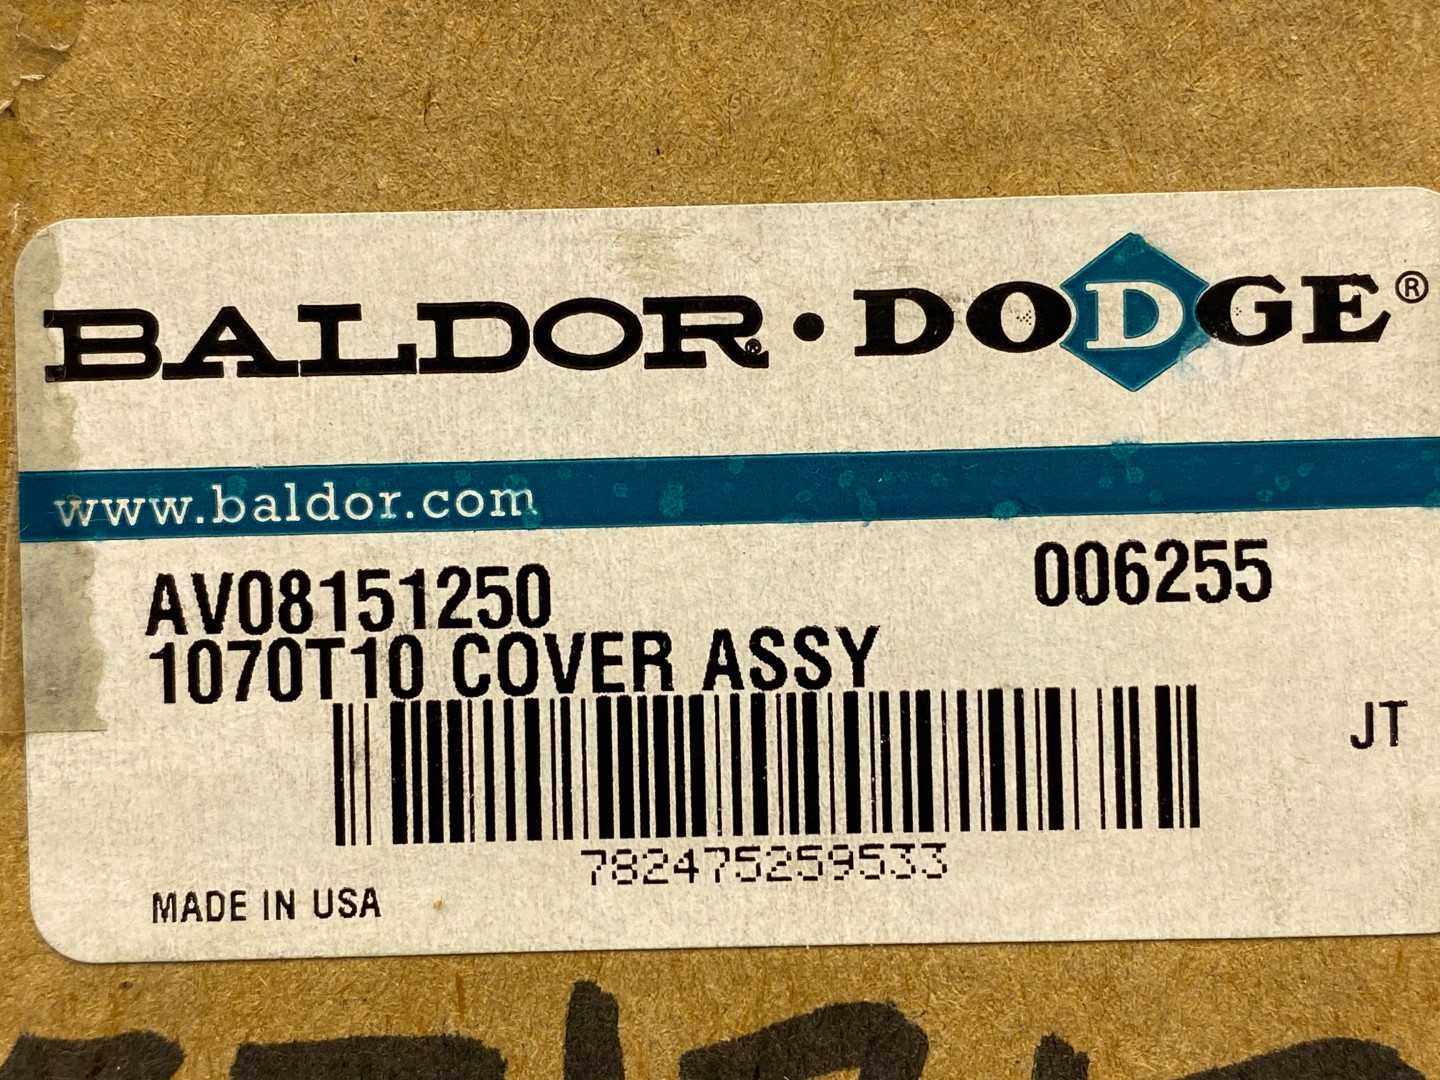 BALDOR® • DODGE®
www.baldor.com
AV08151250 006255
1070T10 COVER ASSY
JT
782475259533
MADE IN USA